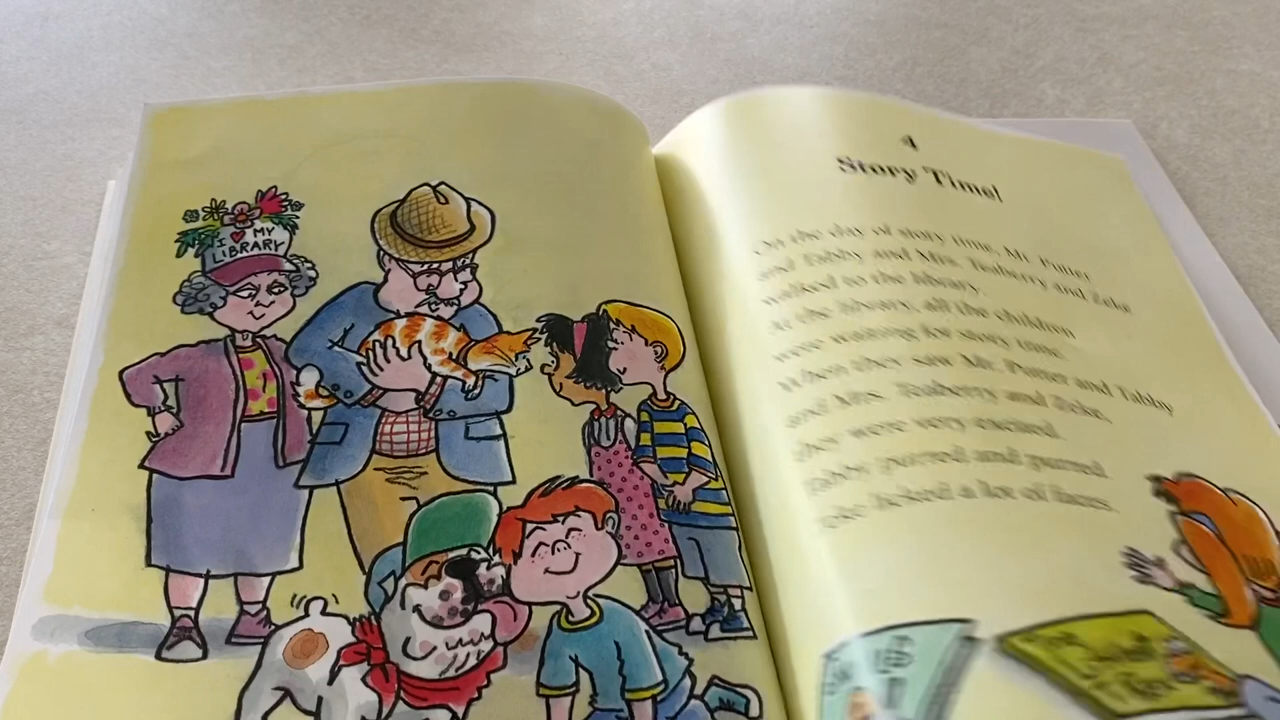 I ♥ MY
LIBRARY
4
Story Time!
On the day of story time, Mr. Putter
and Tabby and Mrs. Teaberry and Zeke
walked to the library.
At the library, all the children
were waiting for story time.
When they saw Mr. Putter and Tabby
and Mrs. Teaberry and Zeke,
they were very excited.
Tabby purred and purred.
Zeke licked a lot of faces.